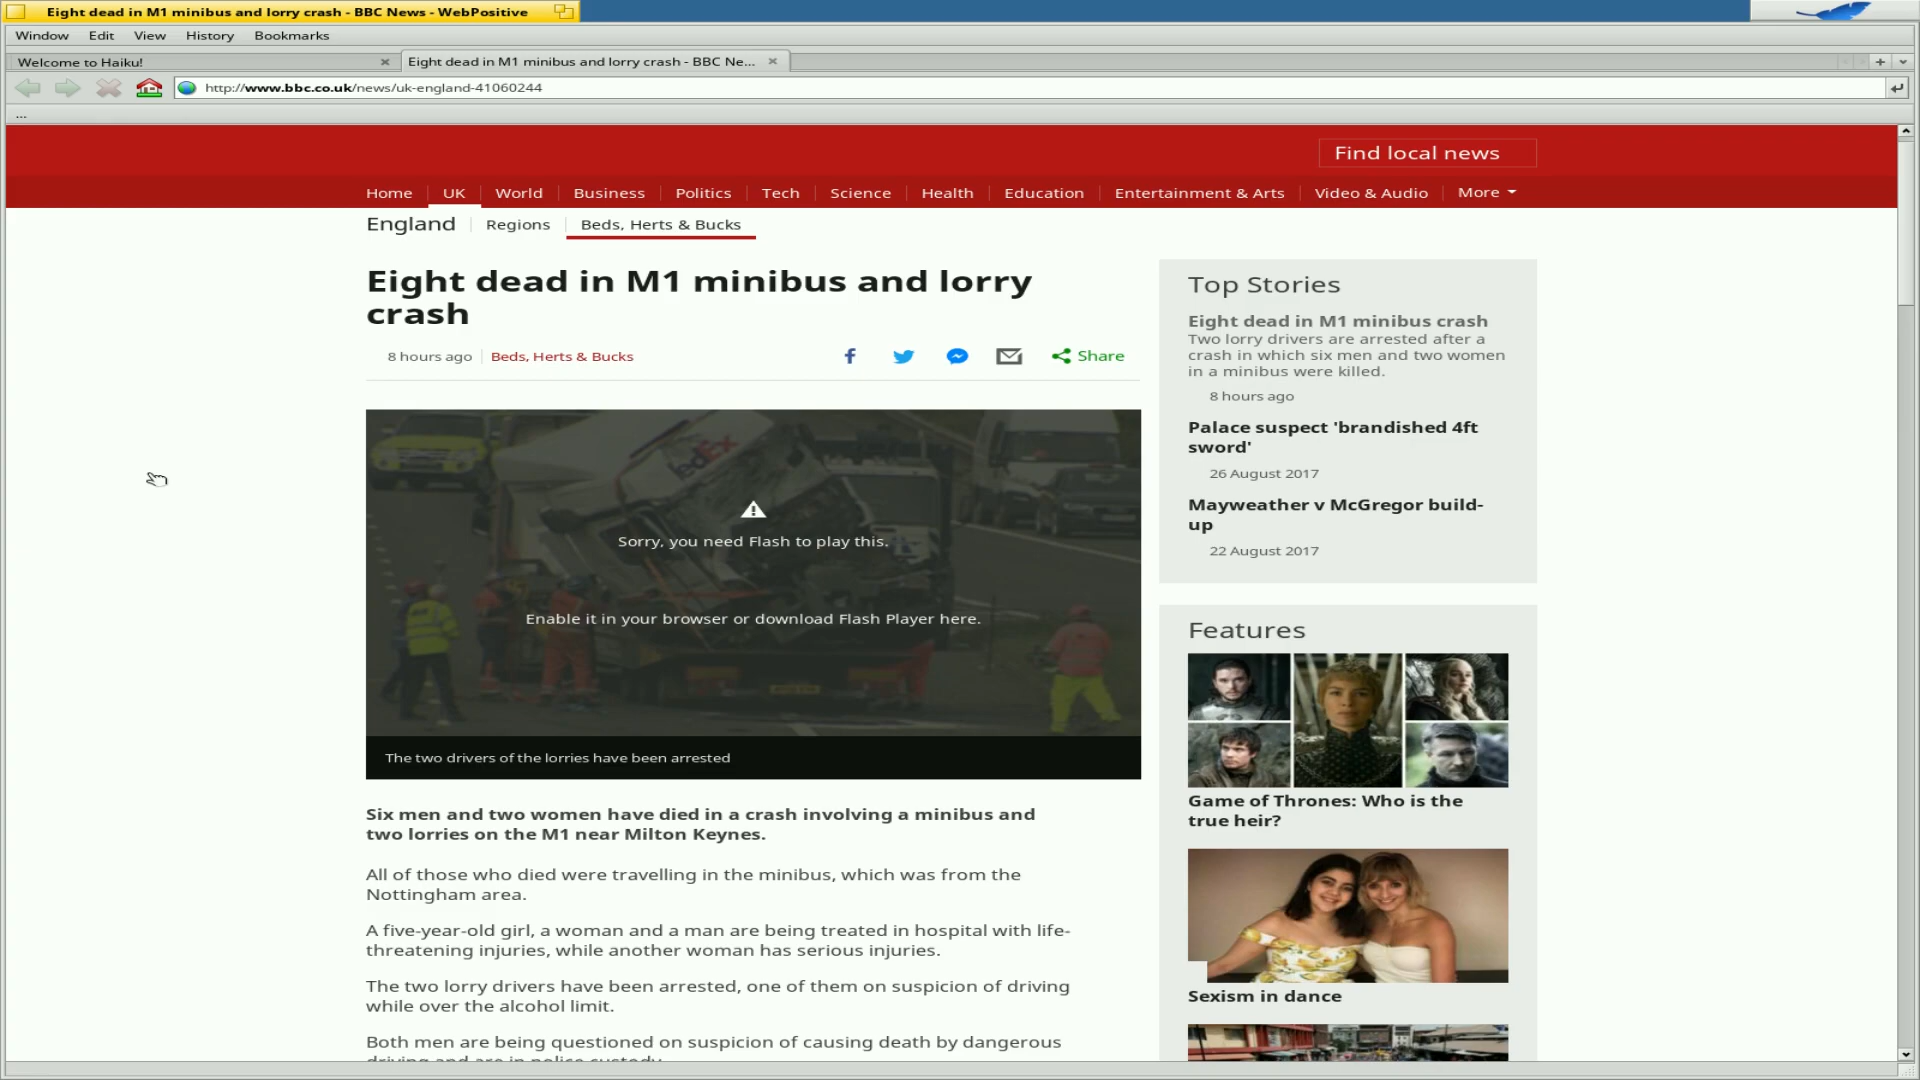 Eight dead in M1 minibus and lorry crash - BBC News - WebPositive
Window Edit View History Bookmarks
Welcome to Haiku!
Eight dead in M1 minibus and lorry crash - BBC Ne...
http://www.bbc.co.uk/news/uk-england-41060244
...
Find local news
Home UK World Business Politics Tech Science Health Education Entertainment & Arts Video & Audio More
England Regions Beds, Herts & Bucks
Eight dead in M1 minibus and lorry
crash
8 hours ago Beds, Herts & Bucks
Share
FedEx
Sorry, you need Flash to play this.
Enable it in your browser or download Flash Player here.
The two drivers of the lorries have been arrested
Six men and two women have died in a crash involving a minibus and
two lorries on the M1 near Milton Keynes.
All of those who died were travelling in the minibus, which was from the
Nottingham area.
A five-year-old girl, a woman and a man are being treated in hospital with life-
threatening injuries, while another woman has serious injuries.
The two lorry drivers have been arrested, one of them on suspicion of driving
while over the alcohol limit.
Both men are being questioned on suspicion of causing death by dangerous
driving and are in police custody.
Top Stories
Eight dead in M1 minibus crash
Two lorry drivers are arrested after a
crash in which six men and two women
in a minibus were killed.
8 hours ago
Palace suspect 'brandished 4ft
sword'
26 August 2017
Mayweather v McGregor build-
up
22 August 2017
Features
Game of Thrones: Who is the
true heir?
Sexism in dance